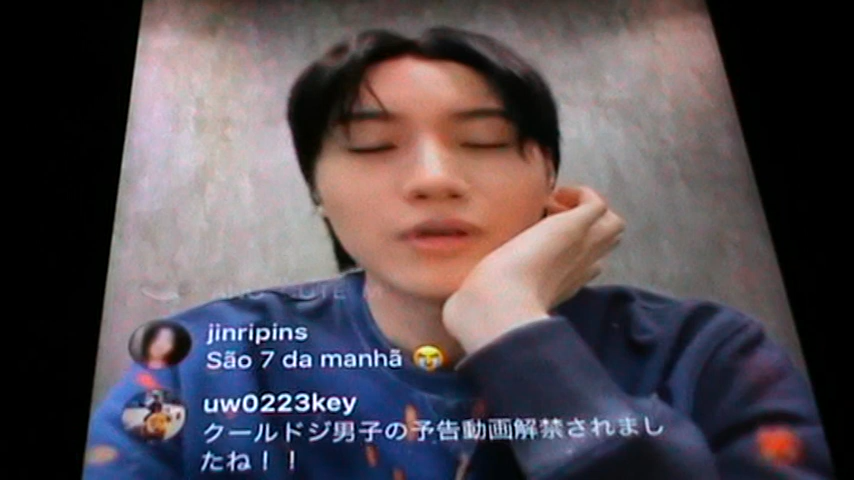 jinripins
São 7 da manhã 😭
uw0223key
クールドジ男子の予告動画解禁されまし
たね！！